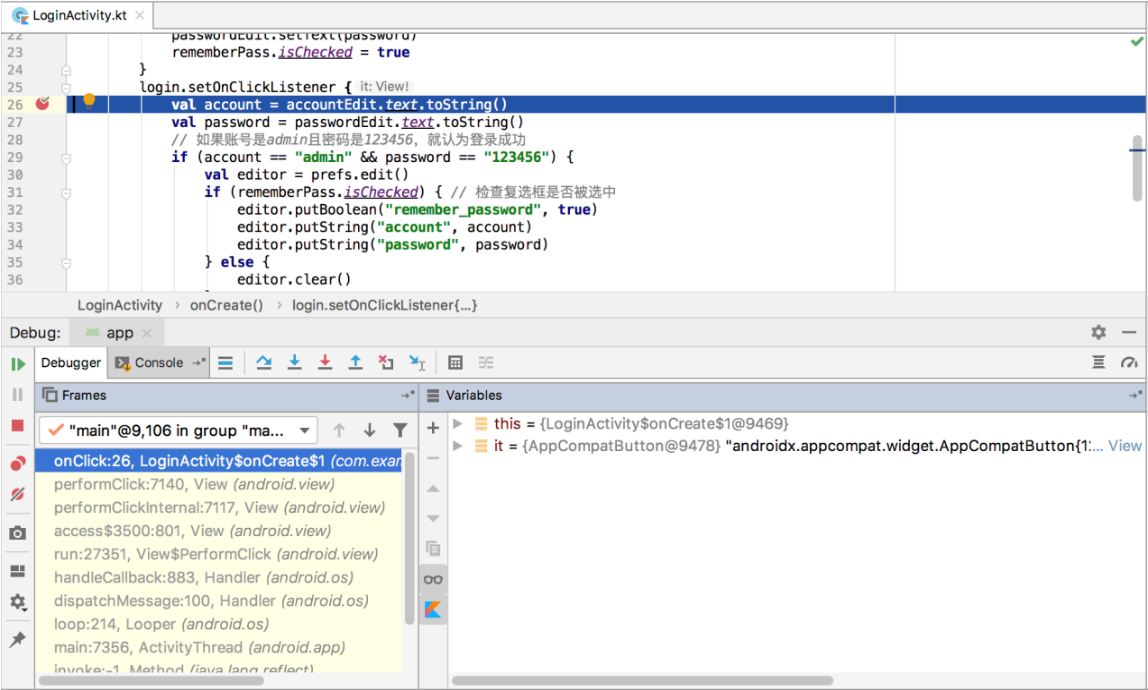 LoginActivity.kt
22 passwordEdit.setText(password)
23 rememberPass.isChecked = true
24 }
25 login.setOnClickListener { it: View!
26 val account = accountEdit.text.toString()
27 val password = passwordEdit.text.toString()
28 // 如果账号是admin且密码是123456，就认为登录成功
29 if (account == "admin" && password == "123456") {
30 val editor = prefs.edit()
31 if (rememberPass.isChecked) { // 检查复选框是否被选中
32 editor.putBoolean("remember_password", true)
33 editor.putString("account", account)
34 editor.putString("password", password)
35 } else {
36 editor.clear()
LoginActivity › onCreate() › login.setOnClickListener{...}
Debug: app
Debugger Console
Frames
"main"@9,106 in group "ma...
onClick:26, LoginActivity$onCreate$1 (com.exar
performClick:7140, View (android.view)
performClickInternal:7117, View (android.view)
access$3500:801, View (android.view)
run:27351, View$PerformClick (android.view)
handleCallback:883, Handler (android.os)
dispatchMessage:100, Handler (android.os)
loop:214, Looper (android.os)
main:7356, ActivityThread (android.app)
invoke:-1, Method (java.lang.reflect)
Variables
this = {LoginActivity$onCreate$1@9469}
it = {AppCompatButton@9478} "androidx.appcompat.widget.AppCompatButton{1:... View